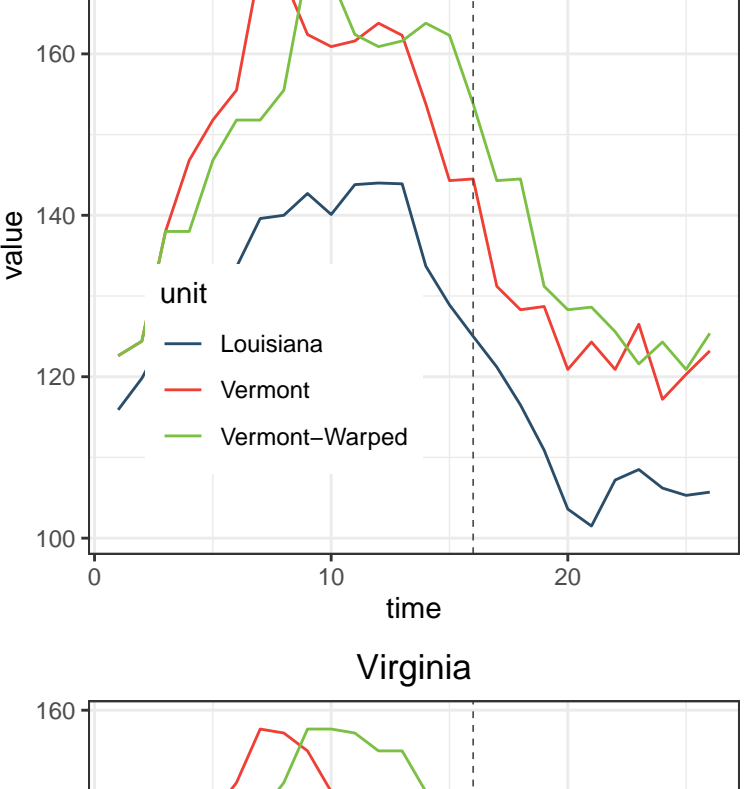 160
140
120
100
value
unit
Louisiana
Vermont
Vermont−Warped
0 10 20
time
Virginia
160